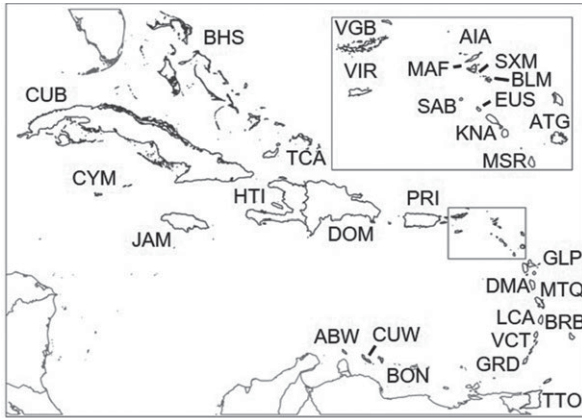 BHS
VGB
AIA
MAF
SXM
VIR
BLM
CUB
SAB
EUS
KNA
ATG
TCA
MSR
CYM
HTI
PRI
JAM
DOM
GLP
DMA
MTQ
LCA
BRB
ABW
CUW
VCT
BON
GRD
TTO